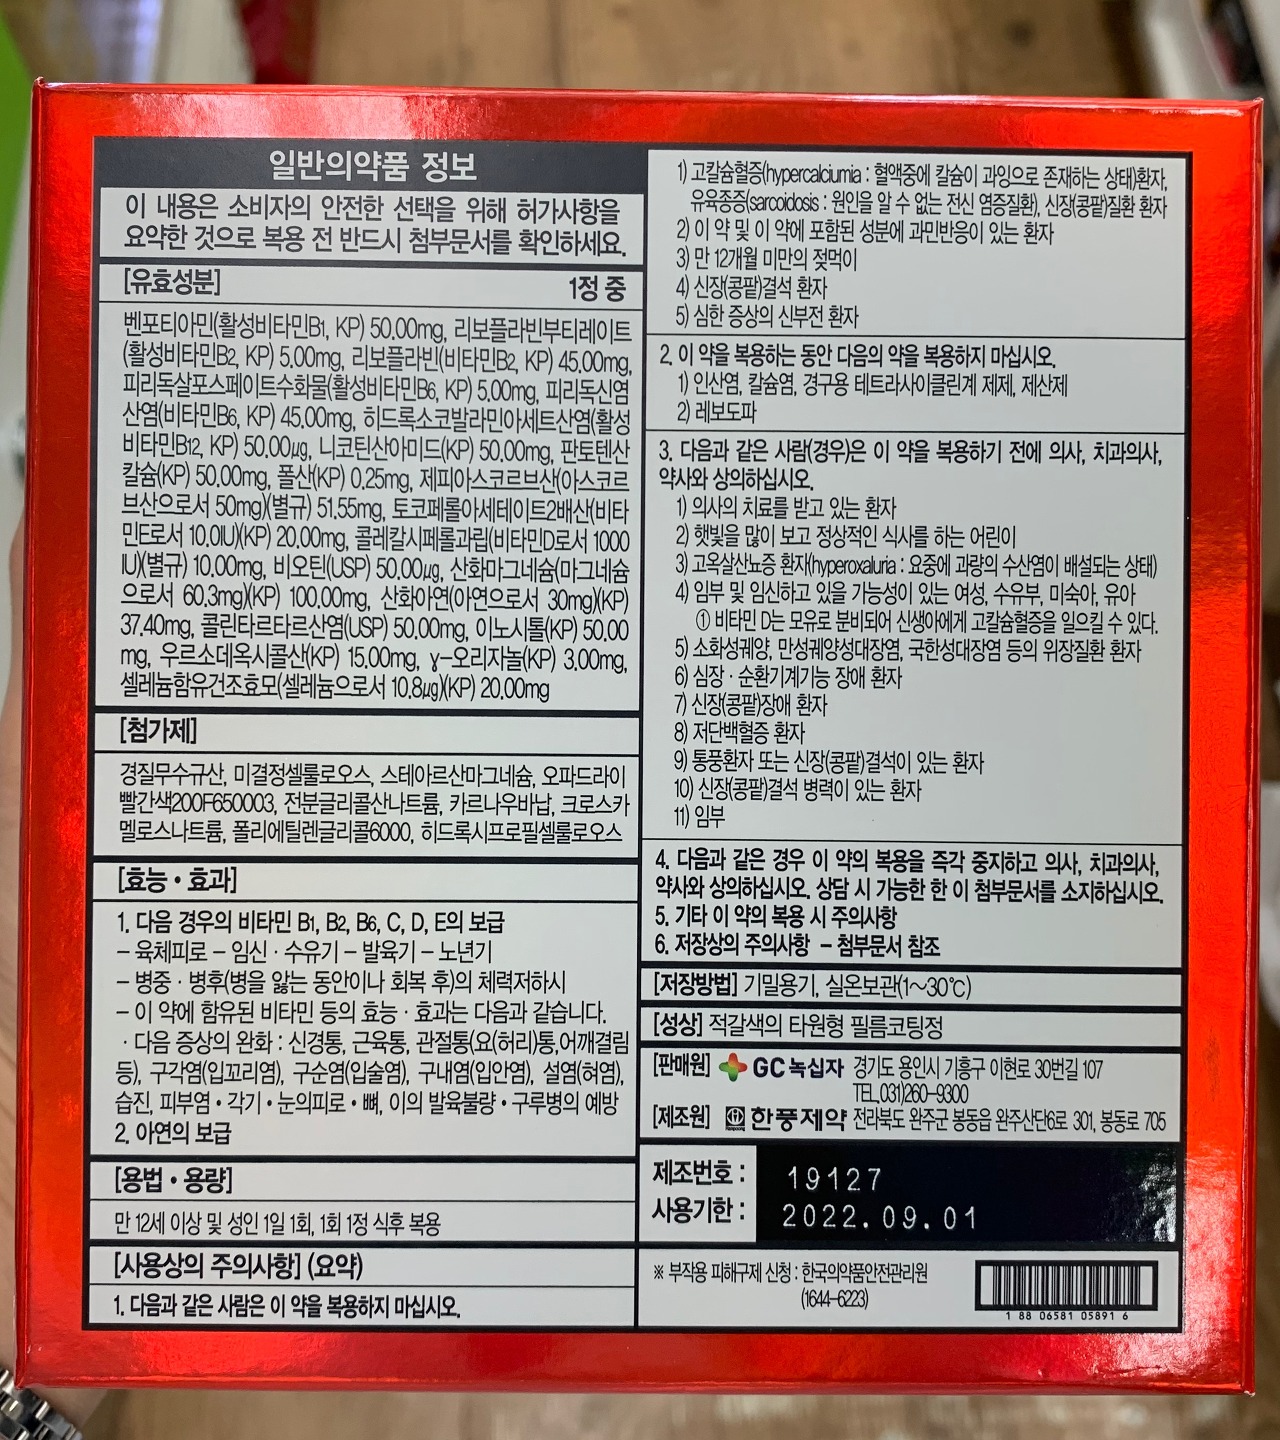 일반의약품 정보
이 내용은 소비자의 안전한 선택을 위해 허가사항을
요약한 것으로 복용 전 반드시 첨부문서를 확인하세요.
[유효성분] 1정 중
벤포티아민(활성비타민B1, KP) 50.00mg, 리보플라빈부티레이트
(활성비타민B2, KP) 5.00mg, 리보플라빈(비타민B2, KP) 45.00mg,
피리독살포스페이트수화물(활성비타민B6, KP) 5.00mg, 피리독신염
산염(비타민B6, KP) 45.00mg, 히드록소코발라민아세트산염(활성
비타민B12, KP) 50.00㎍, 니코틴산아미드(KP) 50.00mg, 판토텐산
칼슘(KP) 50.00mg, 폴산(KP) 0.25mg, 제피아스코르브산(아스코르
브산으로서 50mg)(별규) 51.55mg, 토코페롤아세테이트2배산(비타
민E로서 10.0IU)(KP) 20.00mg, 콜레칼시페롤과립(비타민D로서 1000
IU)(별규) 10.00mg, 비오틴(USP) 50.00㎍, 산화마그네슘(마그네슘
으로서 60.3mg)(KP) 100.00mg, 산화아연(아연으로서 30mg)(KP)
37.40mg, 콜린타르타르산염(USP) 50.00mg, 이노시톨(KP) 50.00
mg, 우르소데옥시콜산(KP) 15.00mg, γ-오리자놀(KP) 3.00mg,
셀레늄함유건조효모(셀레늄으로서 10.8㎍)(KP) 20.00mg
[첨가제]
경질무수규산, 미결정셀룰로오스, 스테아르산마그네슘, 오파드라이
빨간색200F650003, 전분글리콜산나트륨, 카르나우바납, 크로스카
멜로스나트륨, 폴리에틸렌글리콜6000, 히드록시프로필셀룰로오스
[효능・효과]
1. 다음 경우의 비타민 B1, B2, B6, C, D, E의 보급
– 육체피로 – 임신 · 수유기 – 발육기 – 노년기
– 병중 · 병후(병을 앓는 동안이나 회복 후)의 체력저하시
– 이 약에 함유된 비타민 등의 효능 · 효과는 다음과 같습니다.
· 다음 증상의 완화 : 신경통, 근육통, 관절통(요(허리)통,어깨결림
등), 구각염(입꼬리염), 구순염(입술염), 구내염(입안염), 설염(혀염),
습진, 피부염・각기・눈의피로・뼈, 이의 발육불량・구루병의 예방
2. 아연의 보급
[용법・용량]
만 12세 이상 및 성인 1일 1회, 1회 1정 식후 복용
[사용상의 주의사항] (요약)
1. 다음과 같은 사람은 이 약을 복용하지 마십시오.
1) 고칼슘혈증(hypercalciumia : 혈액중에 칼슘이 과잉으로 존재하는 상태)환자,
유육종증(sarcoidosis : 원인을 알 수 없는 전신 염증질환), 신장(콩팥)질환 환자
2) 이 약 및 이 약에 포함된 성분에 과민반응이 있는 환자
3) 만 12개월 미만의 젖먹이
4) 신장(콩팥)결석 환자
5) 심한 증상의 신부전 환자
2. 이 약을 복용하는 동안 다음의 약을 복용하지 마십시오.
1) 인산염, 칼슘염, 경구용 테트라사이클린계 제제, 제산제
2) 레보도파
3. 다음과 같은 사람(경우)은 이 약을 복용하기 전에 의사, 치과의사,
약사와 상의하십시오.
1) 의사의 치료를 받고 있는 환자
2) 햇빛을 많이 보고 정상적인 식사를 하는 어린이
3) 고옥살산뇨증 환자(hyperoxaluria : 요중에 과량의 수산염이 배설되는 상태)
4) 임부 및 임신하고 있을 가능성이 있는 여성, 수유부, 미숙아, 유아
① 비타민 D는 모유로 분비되어 신생아에게 고칼슘혈증을 일으킬 수 있다.
5) 소화성궤양, 만성궤양성대장염, 국한성대장염 등의 위장질환 환자
6) 심장 · 순환기계기능 장애 환자
7) 신장(콩팥)장애 환자
8) 저단백혈증 환자
9) 통풍환자 또는 신장(콩팥)결석이 있는 환자
10) 신장(콩팥)결석 병력이 있는 환자
11) 임부
4. 다음과 같은 경우 이 약의 복용을 즉각 중지하고 의사, 치과의사,
약사와 상의하십시오. 상담 시 가능한 한 이 첨부문서를 소지하십시오.
5. 기타 이 약의 복용 시 주의사항
6. 저장상의 주의사항 – 첨부문서 참조
[저장방법] 기밀용기, 실온보관(1~30℃)
[성상] 적갈색의 타원형 필름코팅정
[판매원] GC녹십자 경기도 용인시 기흥구 이현로 30번길 107
TEL.031)260-9300
[제조원] 한풍제약 전라북도 완주군 봉동읍 완주산단6로 301, 봉동로 705
제조번호 : 19127
사용기한 : 2022.09.01
※ 부작용 피해구제 신청 : 한국의약품안전관리원
(1644-6223)
1 88 06581 05891 6